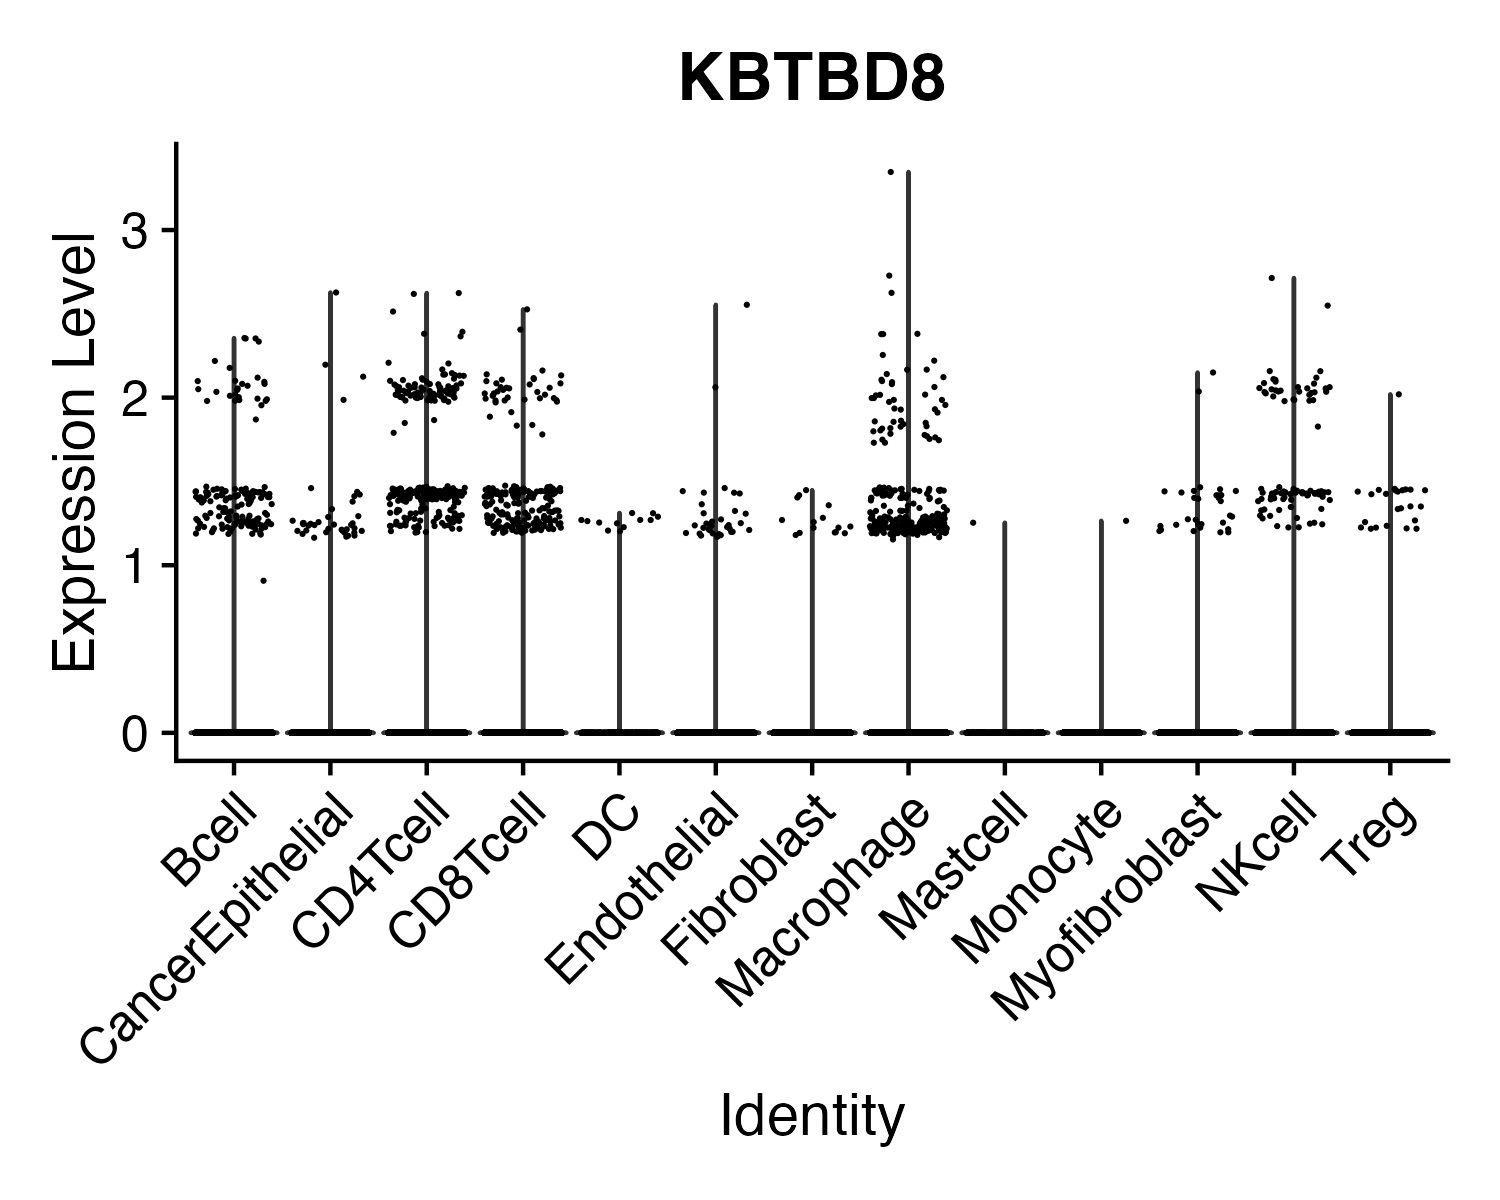 KBTBD8
Expression Level
3
2
1
0
Bcell
CancerEpithelial
CD4Tcell
CD8Tcell
DC
Endothelial
Fibroblast
Macrophage
Mastcell
Monocyte
Myofibroblast
NKcell
Treg
Identity